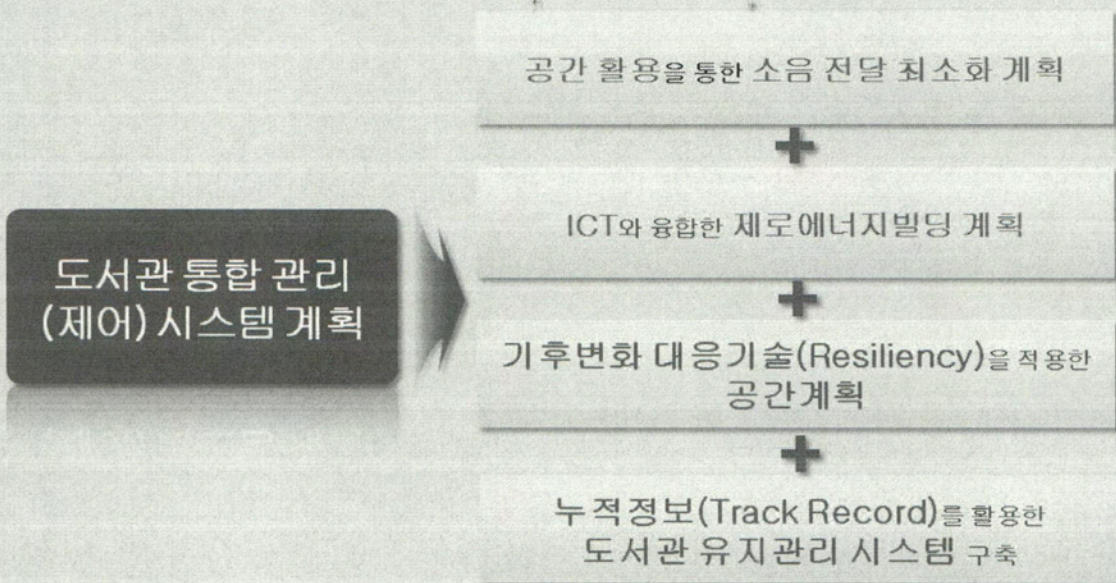 도서관 통합 관리
(제어) 시스템 계획
공간 활용을 통한 소음 전달 최소화 계획
+
ICT와 융합한 제로에너지빌딩 계획
+
기후변화 대응기술(Resiliency)을 적용한
공간계획
+
누적정보(Track Record)를 활용한
도서관 유지관리 시스템 구축